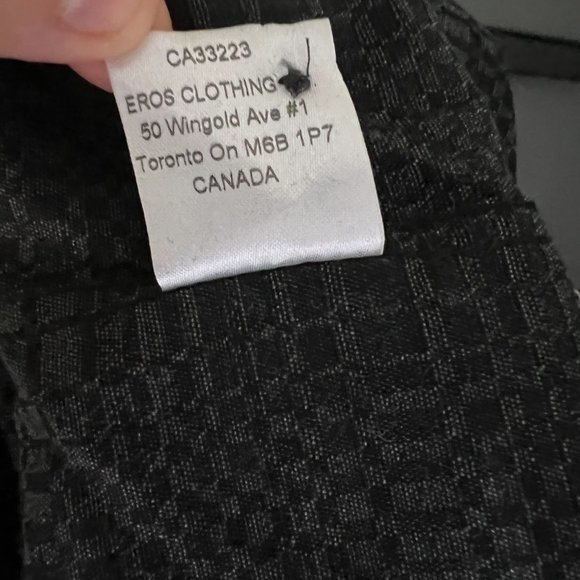 CA33223
EROS CLOTHING
50 Wingold Ave #1
Toronto On M6B 1P7
CANADA